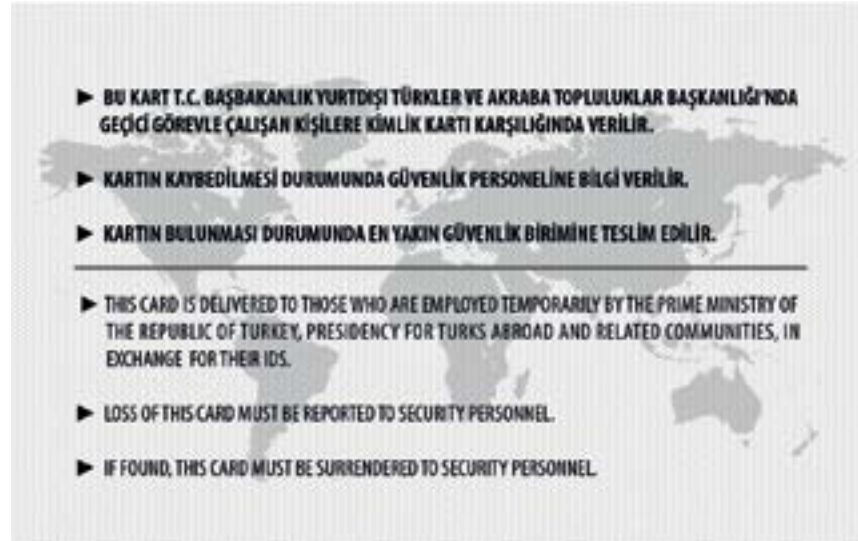 ► BU KART T.C. BAŞBAKANLIK YURTDIŞI TÜRKLER VE AKRABA TOPLULUKLAR BAŞKANLIĞI'NDA
GEÇİCİ GÖREVLE ÇALIŞAN KİŞİLERE KİMLİK KARTI KARŞILIĞINDA VERİLİR.
► KARTIN KAYBEDİLMESİ DURUMUNDA GÜVENLİK PERSONELİNE BİLGİ VERİLİR.
► KARTIN BULUNMASI DURUMUNDA EN YAKIN GÜVENLİK BİRİMİNE TESLİM EDİLİR.
► THIS CARD IS DELIVERED TO THOSE WHO ARE EMPLOYED TEMPORARILY BY THE PRIME MINISTRY OF
THE REPUBLIC OF TURKEY, PRESIDENCY FOR TURKS ABROAD AND RELATED COMMUNITIES, IN
EXCHANGE FOR THEIR IDS.
► LOSS OF THIS CARD MUST BE REPORTED TO SECURITY PERSONNEL.
► IF FOUND, THIS CARD MUST BE SURRENDERED TO SECURITY PERSONNEL.